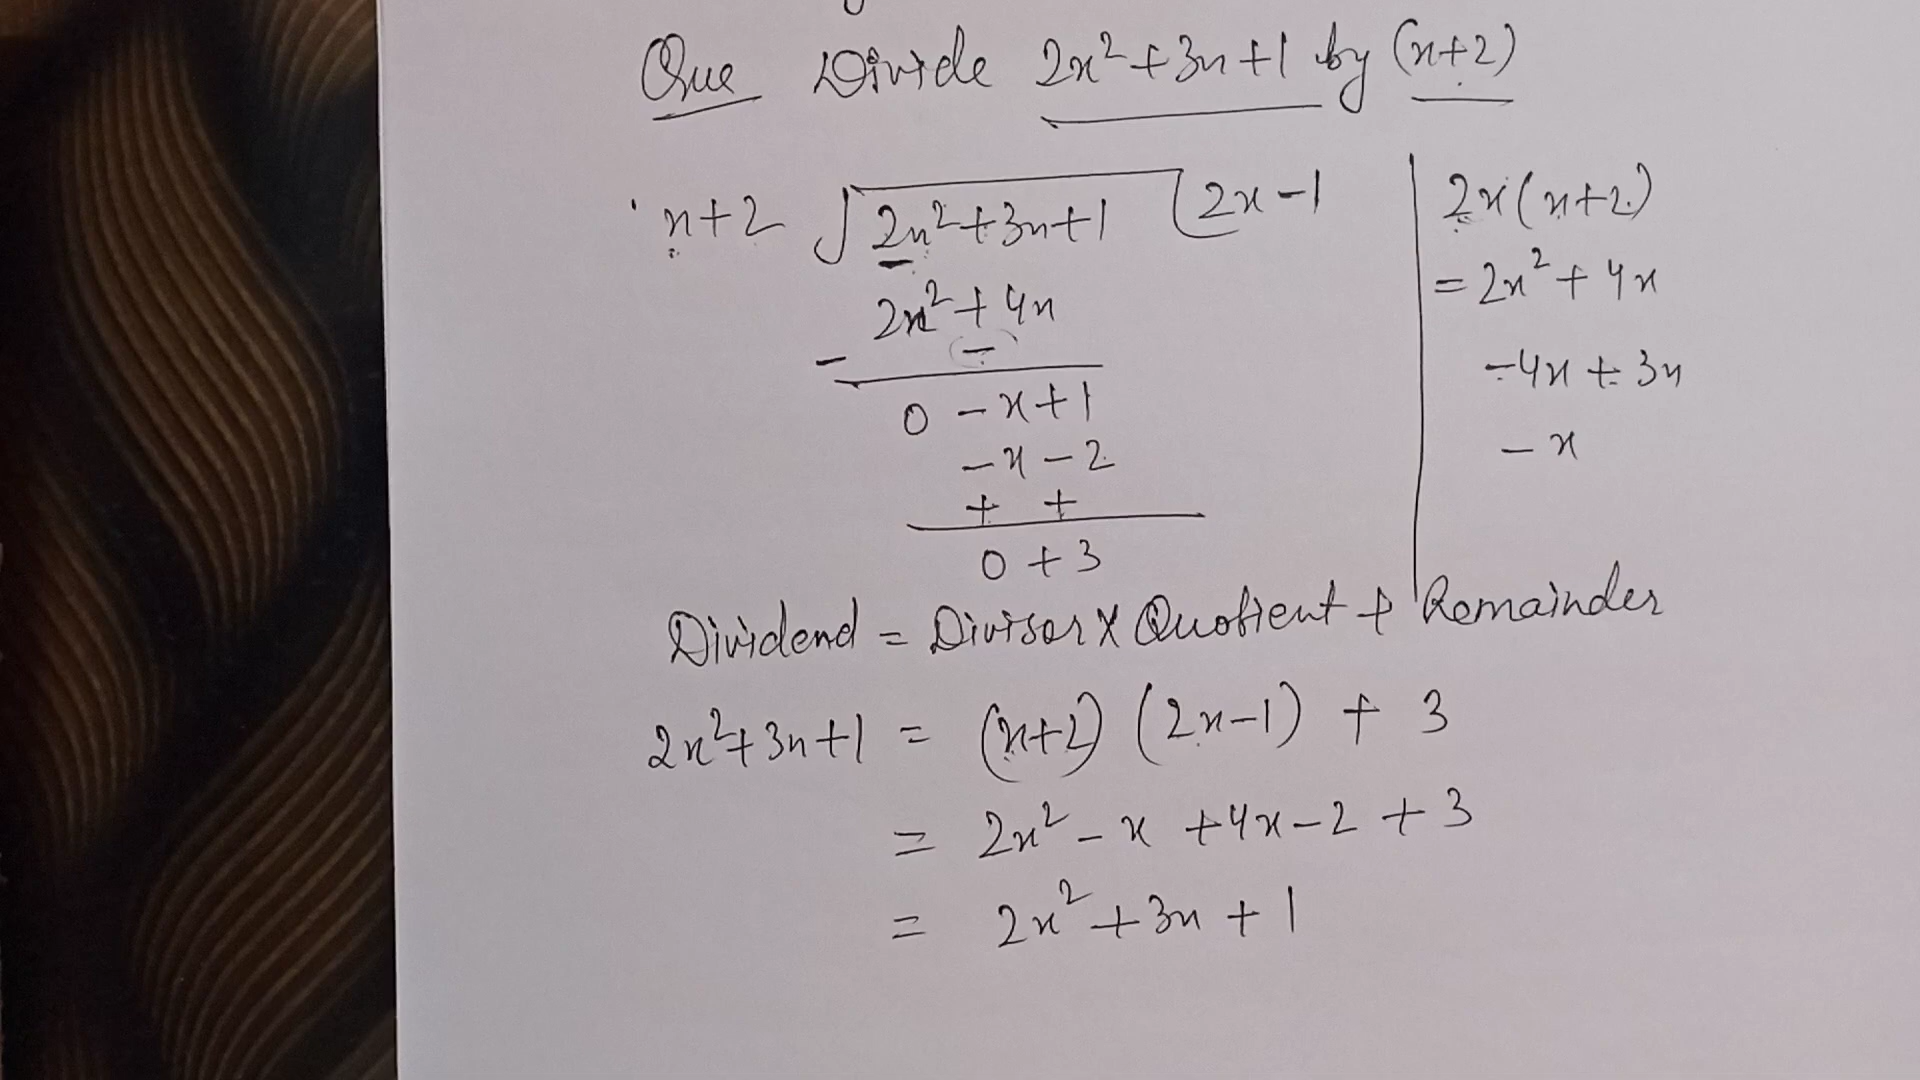 Que Divide 2x²+3x+1 by (x+2)
x+2 2x²+3x+1 2x-1
2x²+4x
- -
0 -x+1
-x-2
+ +
0+3
2x(x+2)
= 2x²+4x
-4x+3x
-x
Dividend = Divisor X Quotient + Remainder
2x²+3x+1 = (x+2) (2x-1) + 3
= 2x²-x +4x-2 +3
= 2x²+3x+1